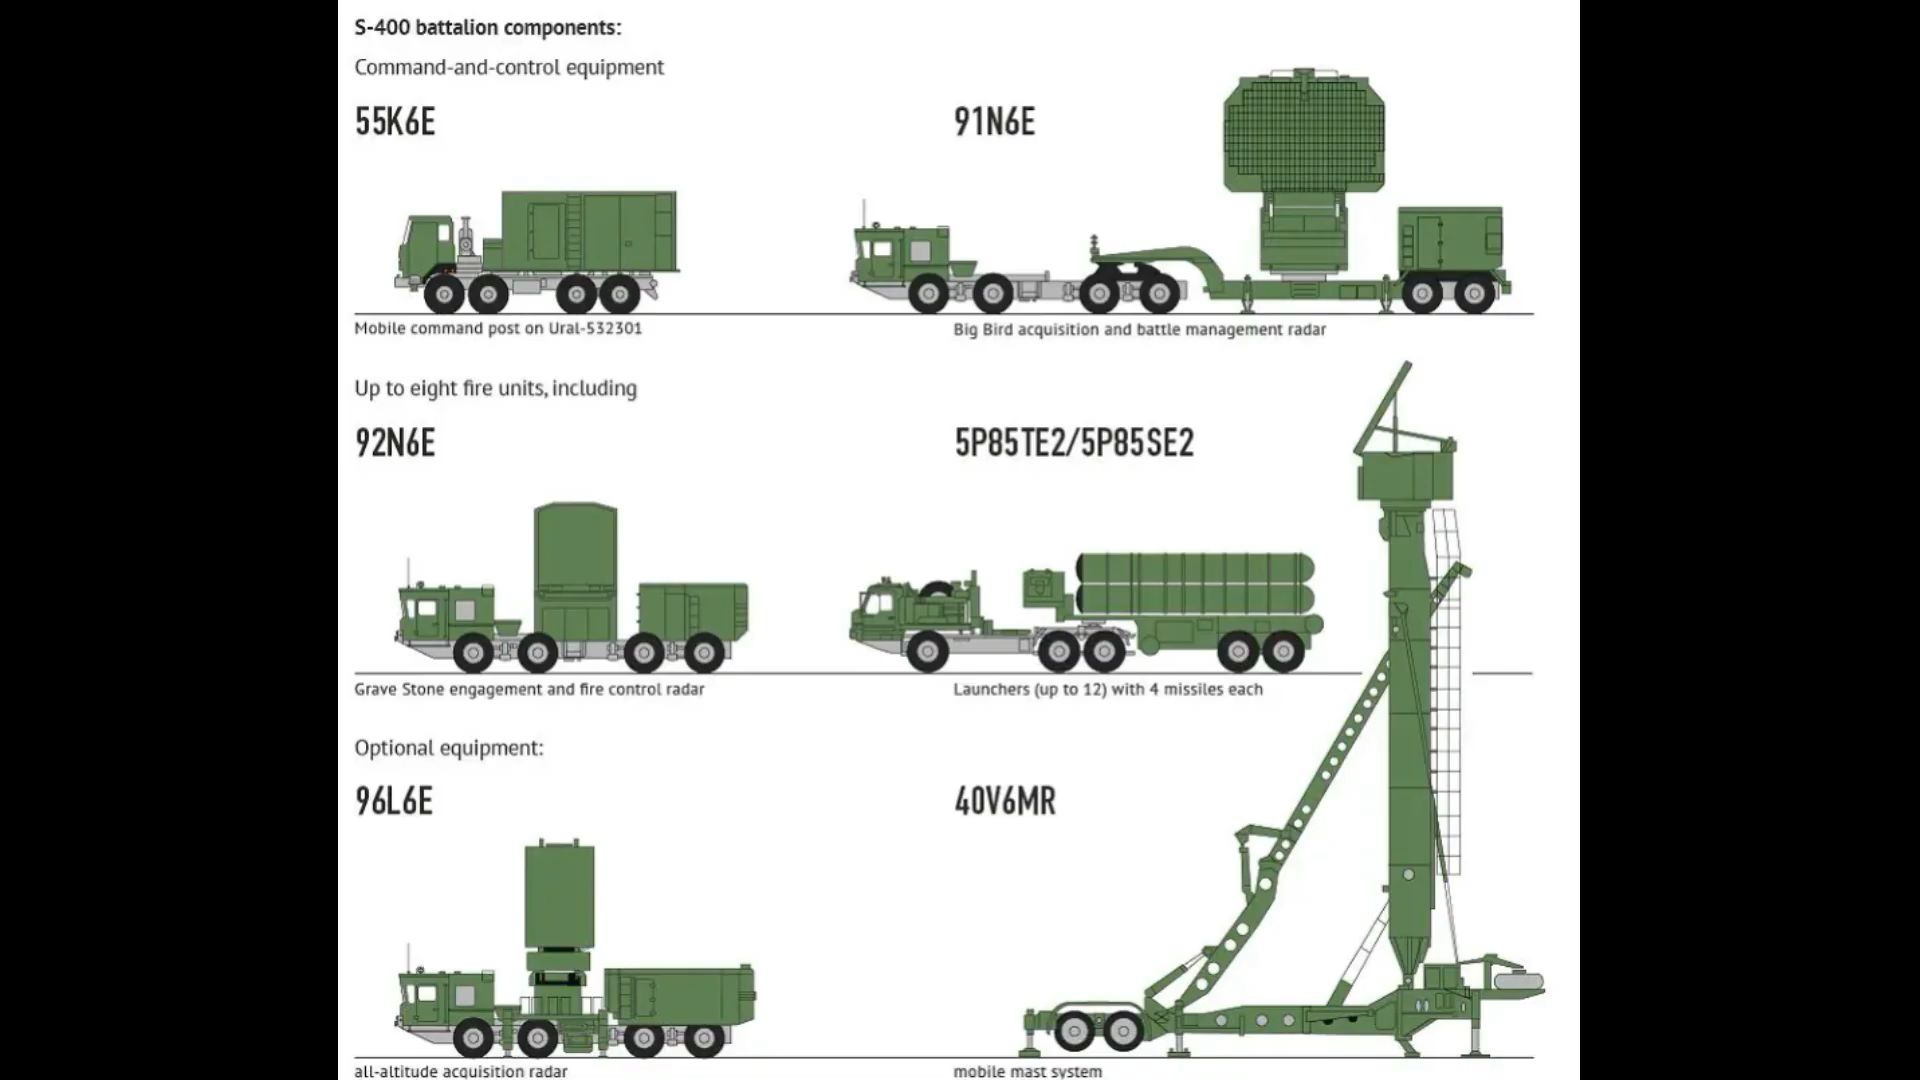 S-400 battalion components:
Command-and-control equipment
55K6E
91N6E
Mobile command post on Ural-532301
Big Bird acquisition and battle management radar
Up to eight fire units, including
92N6E
5P85TE2/5P85SE2
Grave Stone engagement and fire control radar
Launchers (up to 12) with 4 missiles each
Optional equipment:
96L6E
40V6MR
all-altitude acquisition radar
mobile mast system